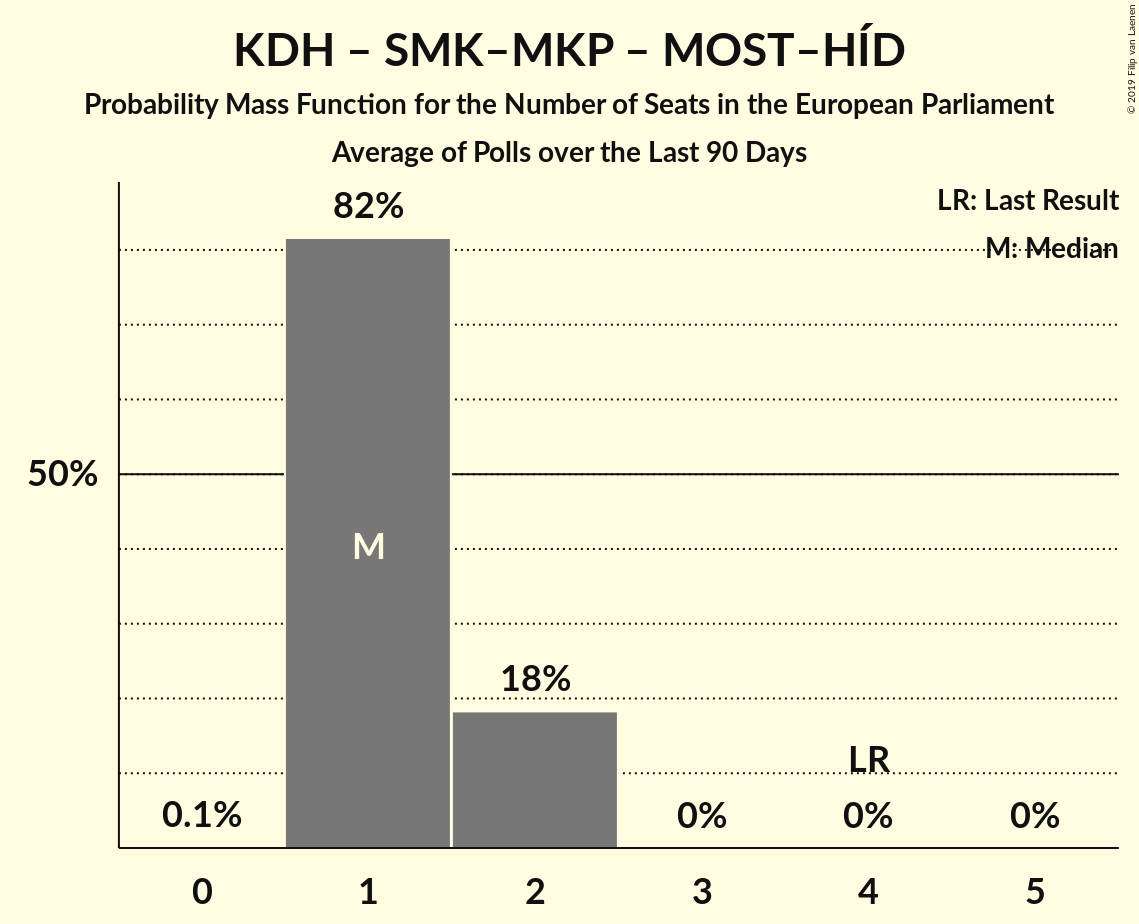 KDH – SMK–MKP – MOST–HÍD
Probability Mass Function for the Number of Seats in the European Parliament
Average of Polls over the Last 90 Days
© 2019 Filip van Laenen
LR: Last Result
M: Median
82%
50%
M
18%
LR
0.1%
0%
0%
0%
0
1
2
3
4
5